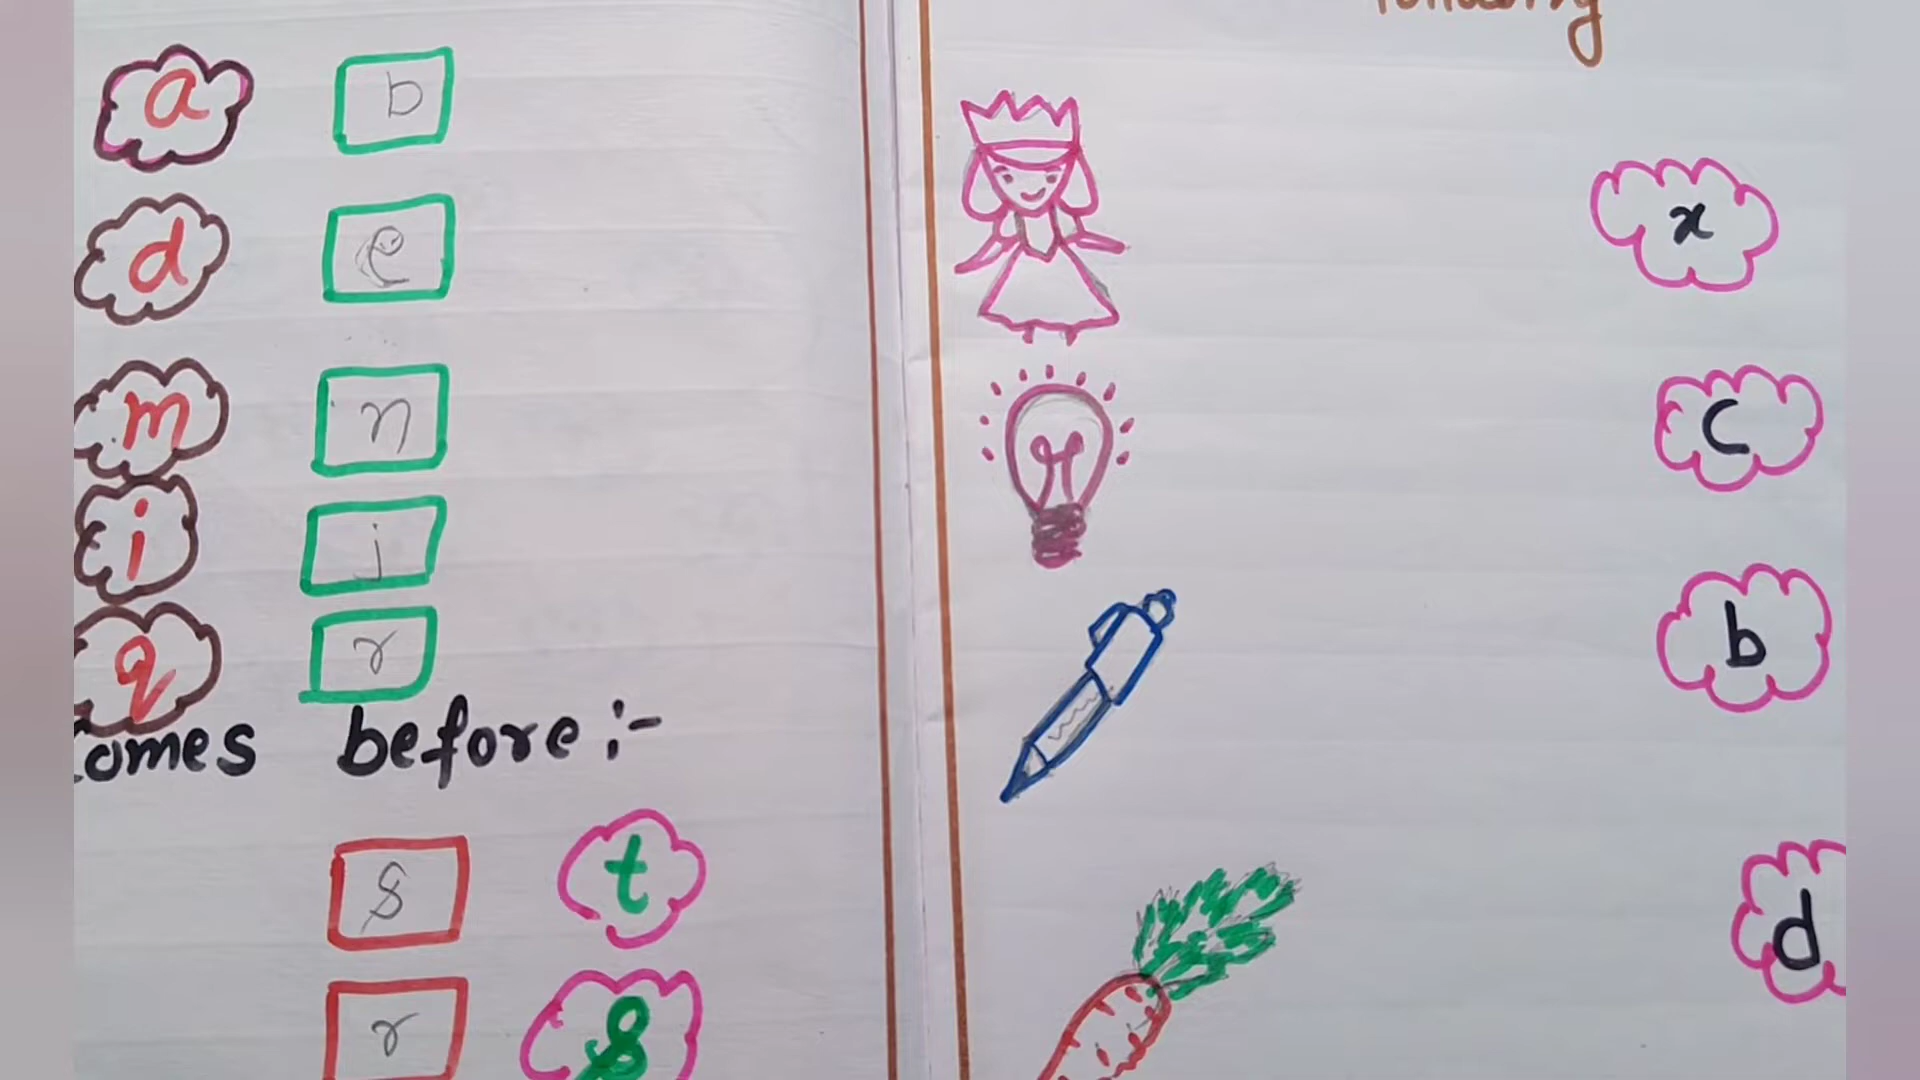 a b
d e
m n
i j
q r
comes before :-
s t
r s
x
c
b
d